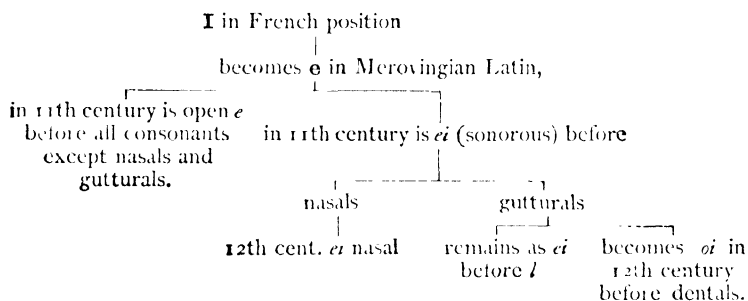 I in French position
becomes e in Merovingian Latin,
in 11th century is open e
before all consonants
except nasals and
gutturals.
in 11th century is ei (sonorous) before
nasals
gutturals
12th cent. ei nasal
remains as ei
before l
becomes oi in
12th century
before dentals.